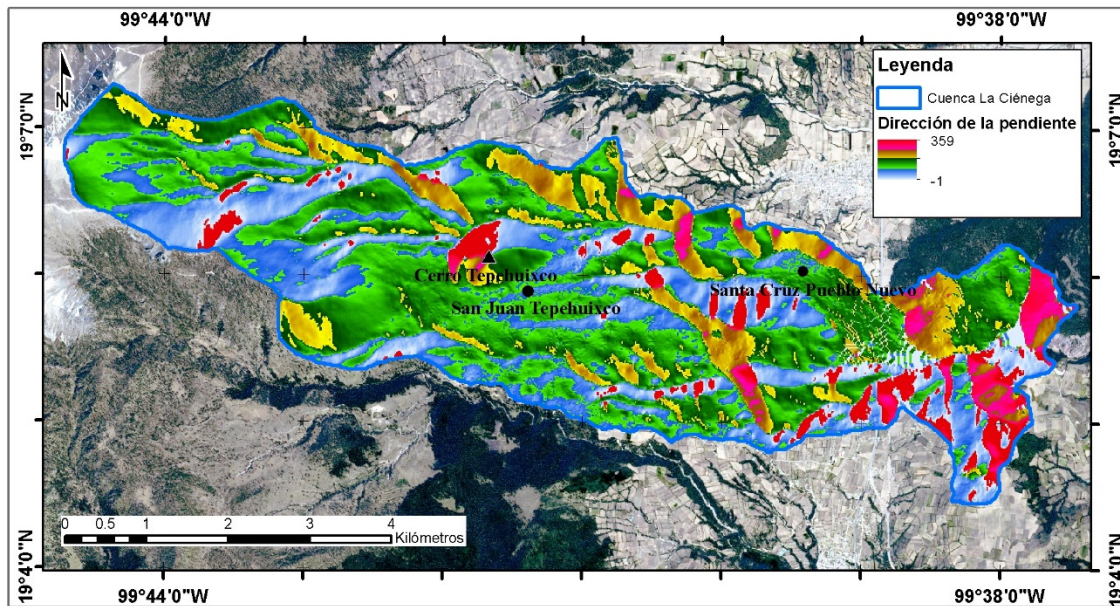 99°44'0"W
99°38'0"W
19°7'0"N
19°7'0"N
N
Leyenda
Cuenca La Ciénega
Dirección de la pendiente
359
-1
Cerro Tepehuixco
San Juan Tepehuixco
Santa Cruz Pueblo Nuevo
0 0.5 1 2 3 4
Kilómetros
19°4'0"N
19°4'0"N
99°44'0"W
99°38'0"W